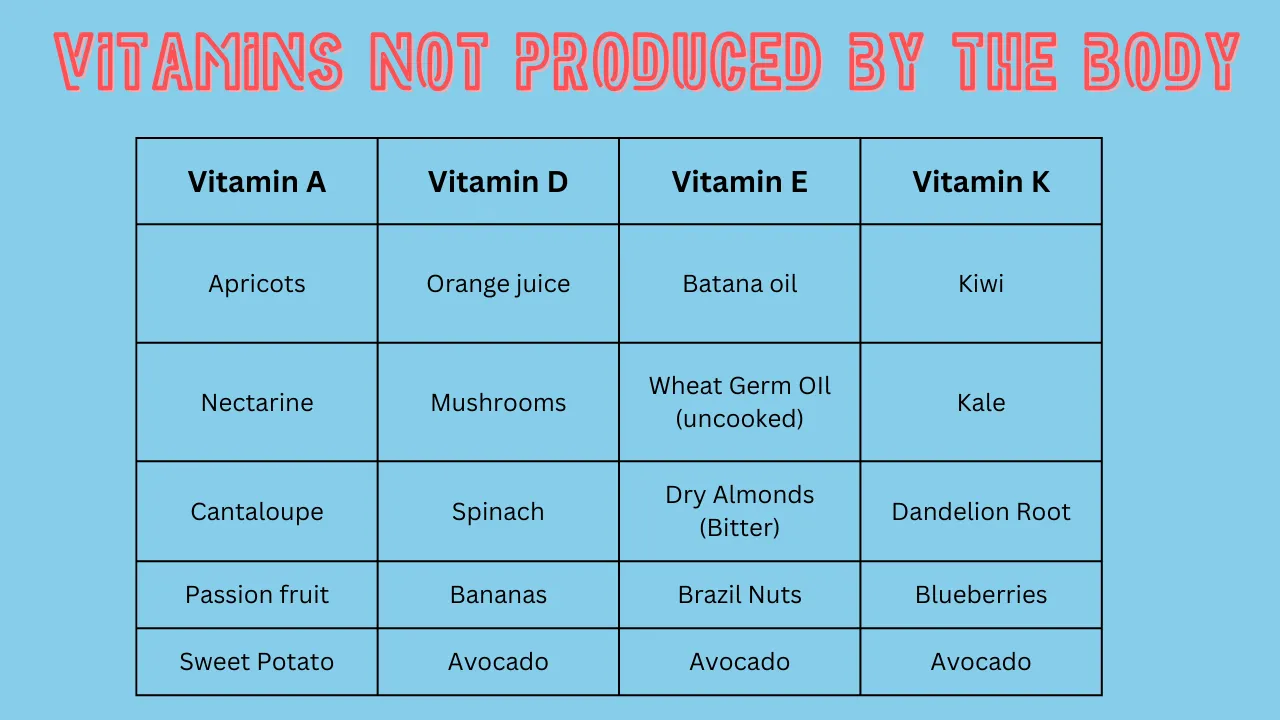 VITAMINS NOT PRODUCED BY THE BODY
Vitamin A Vitamin D Vitamin E Vitamin K
Apricots Orange juice Batana oil Kiwi
Nectarine Mushrooms Wheat Germ OIl
(uncooked) Kale
Cantaloupe Spinach Dry Almonds
(Bitter) Dandelion Root
Passion fruit Bananas Brazil Nuts Blueberries
Sweet Potato Avocado Avocado Avocado